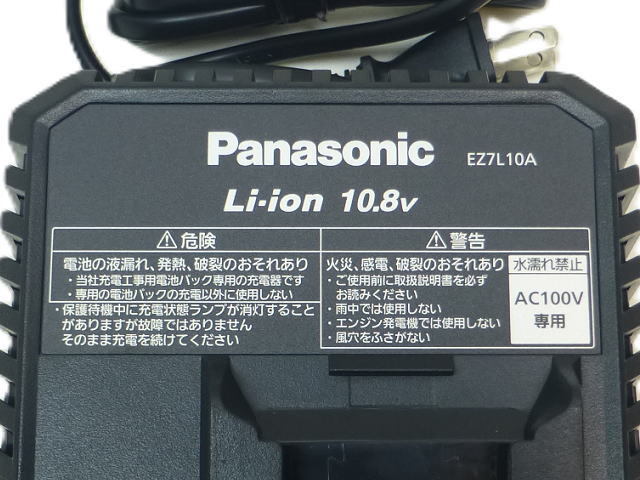 Panasonic EZ7L10A
Li-ion 10.8v
⚠危険
電池の液漏れ、発熱、破裂のおそれあり
・当社充電工事用電池パック専用の充電器です
・専用の電池パックの充電以外に使用しない
・保護待機中に充電状態ランプが消灯すること
がありますが故障ではありません
そのまま充電を続けてください
⚠警告
火災、感電、破裂のおそれあり
・ご使用前に取扱説明書を必ず
お読みください
・雨中では使用しない
・エンジン発電機では使用しない
・風穴をふさがない
水濡れ禁止
AC100V
専用